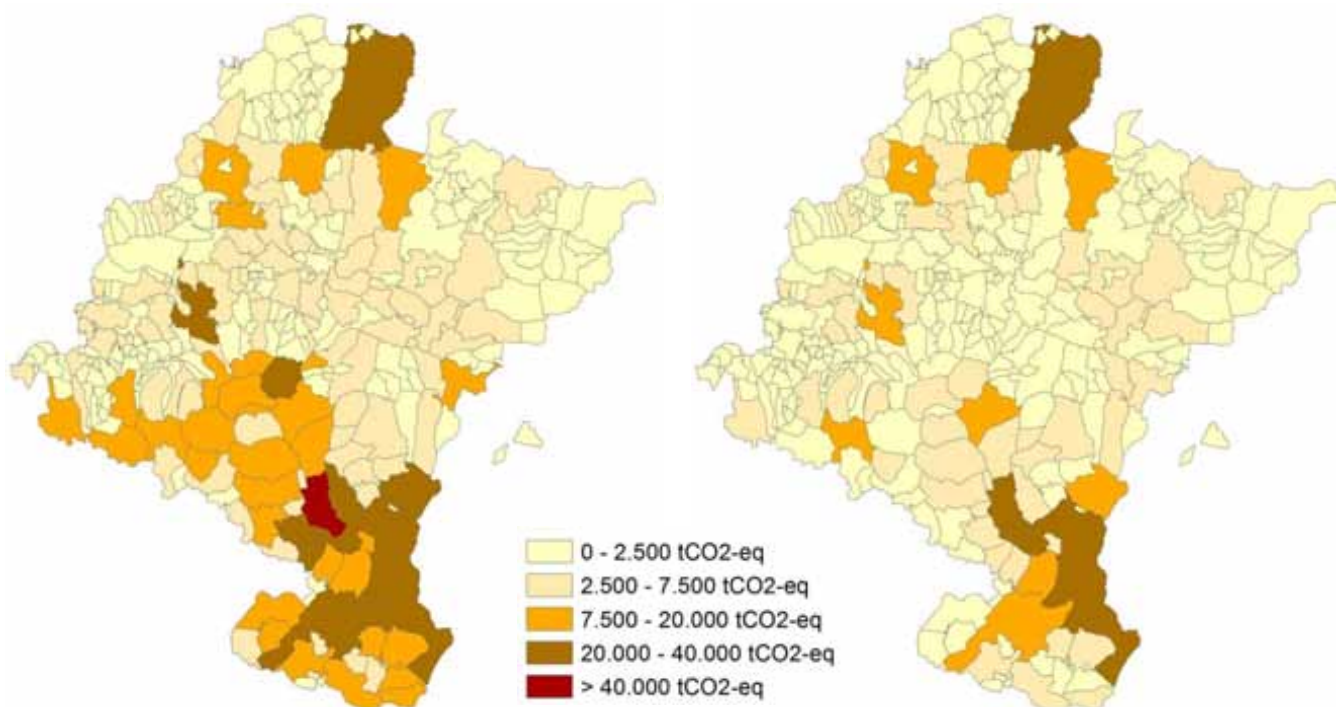 0 - 2.500 tCO2-eq
2.500 - 7.500 tCO2-eq
7.500 - 20.000 tCO2-eq
20.000 - 40.000 tCO2-eq
> 40.000 tCO2-eq